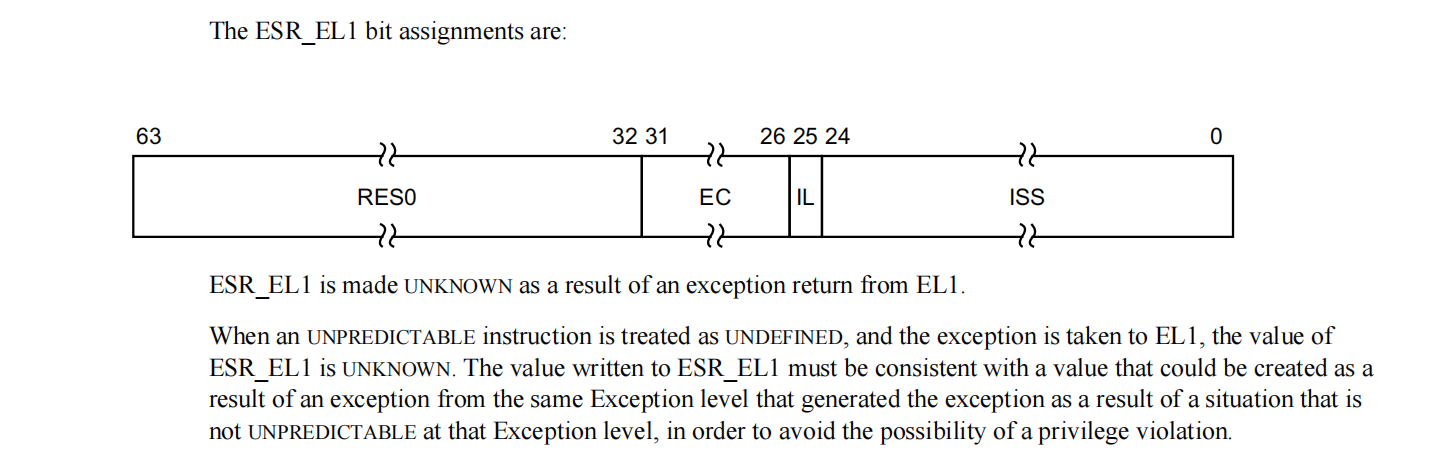 The ESR_EL1 bit assignments are:
63 32 31 26 25 24 0
RES0 EC IL ISS
ESR_EL1 is made UNKNOWN as a result of an exception return from EL1.
When an UNPREDICTABLE instruction is treated as UNDEFINED, and the exception is taken to EL1, the value of
ESR_EL1 is UNKNOWN. The value written to ESR_EL1 must be consistent with a value that could be created as a
result of an exception from the same Exception level that generated the exception as a result of a situation that is
not UNPREDICTABLE at that Exception level, in order to avoid the possibility of a privilege violation.